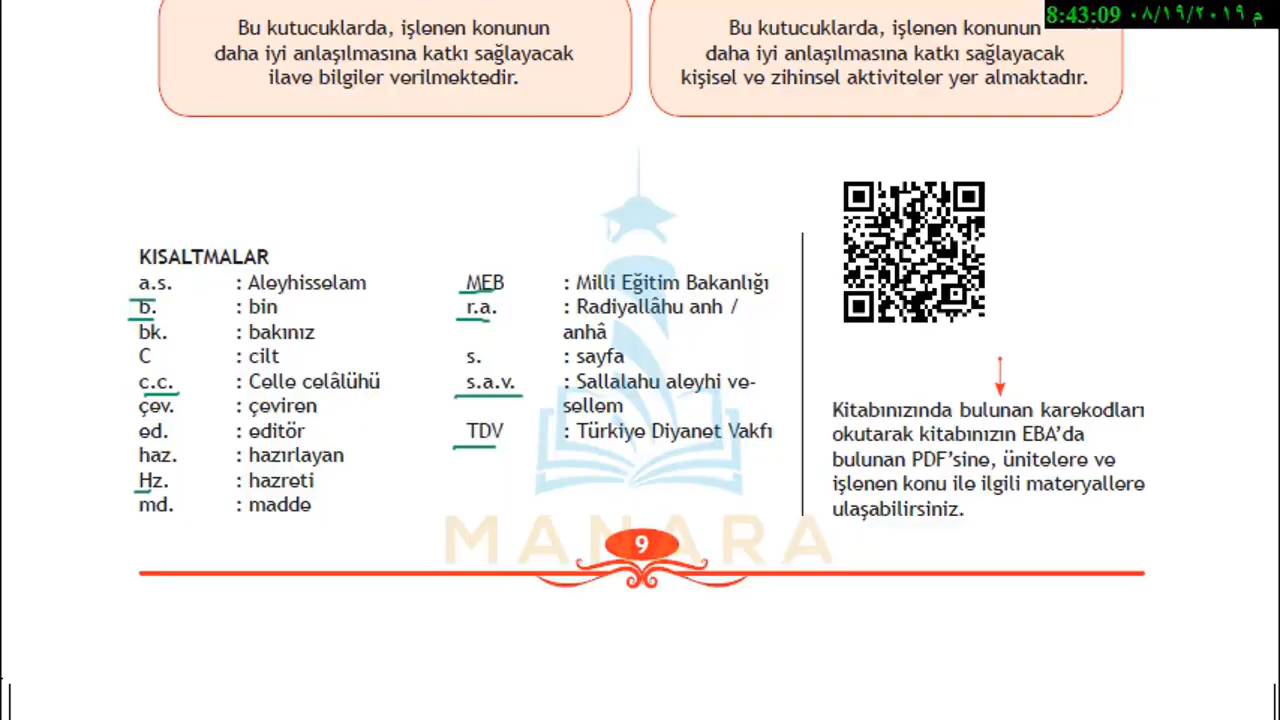 8:43:09 م ٠٨/١٩/٢٠١٩
Bu kutucuklarda, işlenen konunun
daha iyi anlaşılmasına katkı sağlayacak
ilave bilgiler verilmektedir.
Bu kutucuklarda, işlenen konunun
daha iyi anlaşılmasına katkı sağlayacak
kişisel ve zihinsel aktiviteler yer almaktadır.
KISALTMALAR
a.s. : Aleyhisselam
b. : bin
bk. : bakınız
C : cilt
c.c. : Celle celâlühü
çev. : çeviren
ed. : editör
haz. : hazırlayan
Hz. : hazreti
md. : madde
MEB : Milli Eğitim Bakanlığı
r.a. : Radiyallâhu anh /
anhâ
s. : sayfa
s.a.v. : Sallalahu aleyhi ve-
sellem
TDV : Türkiye Diyanet Vakfı
Kitabınızında bulunan karekodları
okutarak kitabınızın EBA’da
bulunan PDF’sine, ünitelere ve
işlenen konu ile ilgili materyallere
ulaşabilirsiniz.
MANARA
9